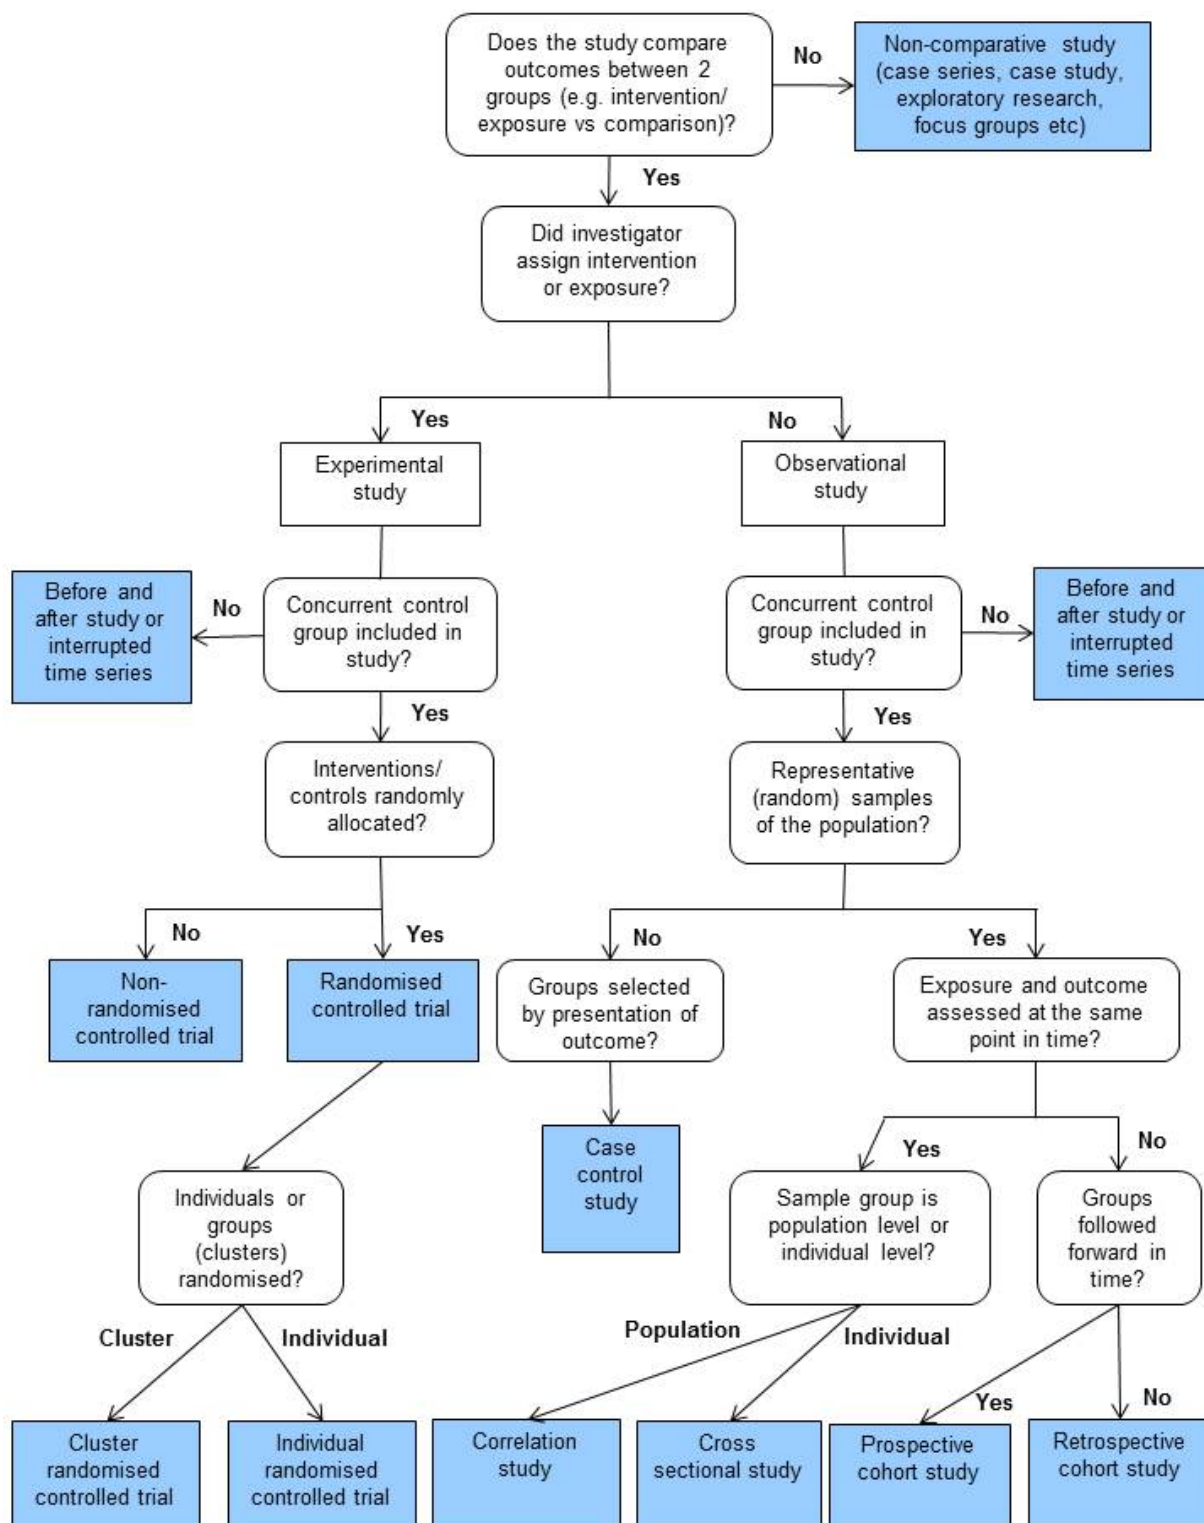 Does the study compare
outcomes between 2
groups (e.g. intervention/
exposure vs comparison)?
No
Non-comparative study
(case series, case study,
exploratory research,
focus groups etc)
Yes
Did investigator
assign intervention
or exposure?
Yes
No
Experimental
study
Observational
study
Before and
after study or
interrupted
time series
No
Concurrent control
group included in
study?
Concurrent control
group included in
study?
No
Before and
after study or
interrupted
time series
Yes
Yes
Interventions/
controls randomly
allocated?
Representative
(random) samples
of the population?
No
Yes
No
Yes
Non-
randomised
controlled trial
Randomised
controlled trial
Groups selected
by presentation of
outcome?
Exposure and outcome
assessed at the same
point in time?
Case
control
study
Yes
No
Individuals or
groups
(clusters)
randomised?
Sample group is
population level or
individual level?
Groups
followed
forward in
time?
Cluster
Individual
Population
Individual
Yes
No
Cluster
randomised
controlled trial
Individual
randomised
controlled trial
Correlation
study
Cross
sectional study
Prospective
cohort study
Retrospective
cohort study